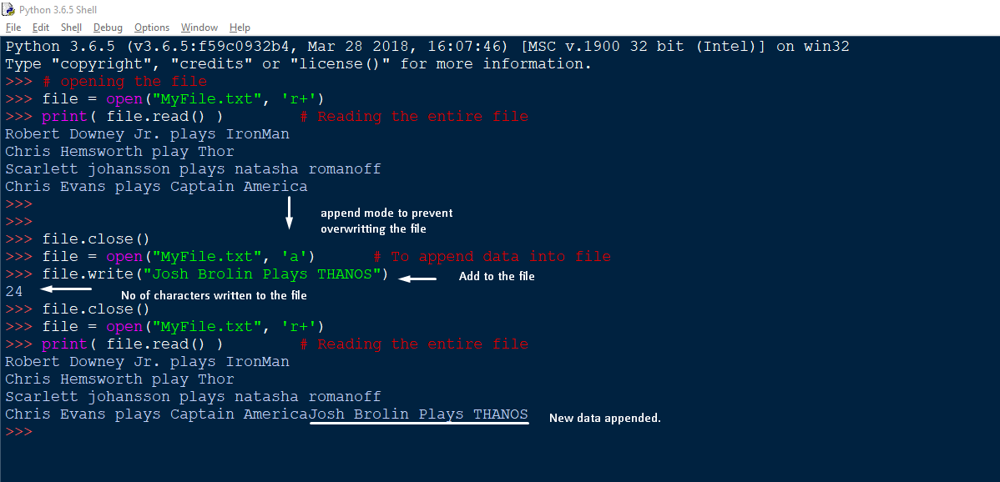 Python 3.6.5 Shell
File Edit Shell Debug Options Window Help
Python 3.6.5 (v3.6.5:f59c0932b4, Mar 28 2018, 16:07:46) [MSC v.1900 32 bit (Intel)] on win32
Type "copyright", "credits" or "license()" for more information.
>>> # opening the file
>>> file = open("MyFile.txt", 'r+')
>>> print( file.read() ) # Reading the entire file
Robert Downey Jr. plays IronMan
Chris Hemsworth play Thor
Scarlett johansson plays natasha romanoff
Chris Evans plays Captain America
>>>
append mode to prevent
>>>
overwritting the file
>>> file.close()
>>> file = open("MyFile.txt", 'a') # To append data into file
>>> file.write("Josh Brolin Plays THANOS") Add to the file
24 No of characters written to the file
>>> file.close()
>>> file = open("MyFile.txt", 'r+')
>>> print( file.read() ) # Reading the entire file
Robert Downey Jr. plays IronMan
Chris Hemsworth play Thor
Scarlett johansson plays natasha romanoff
Chris Evans plays Captain AmericaJosh Brolin Plays THANOS New data appended.
>>>